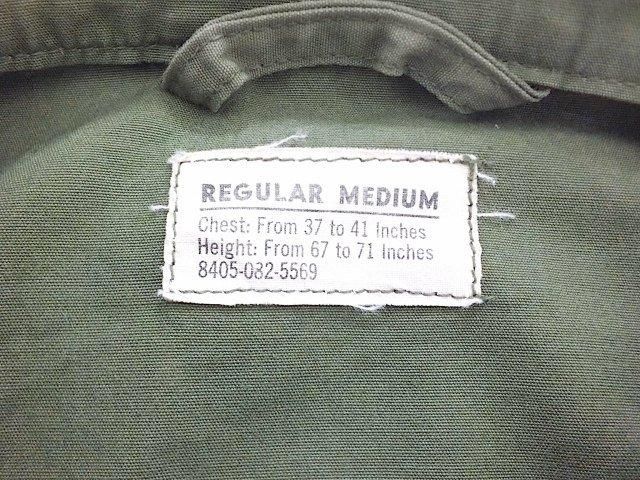 REGULAR MEDIUM
Chest: From 37 to 41 Inches
Height: From 67 to 71 Inches
8405-082-5569